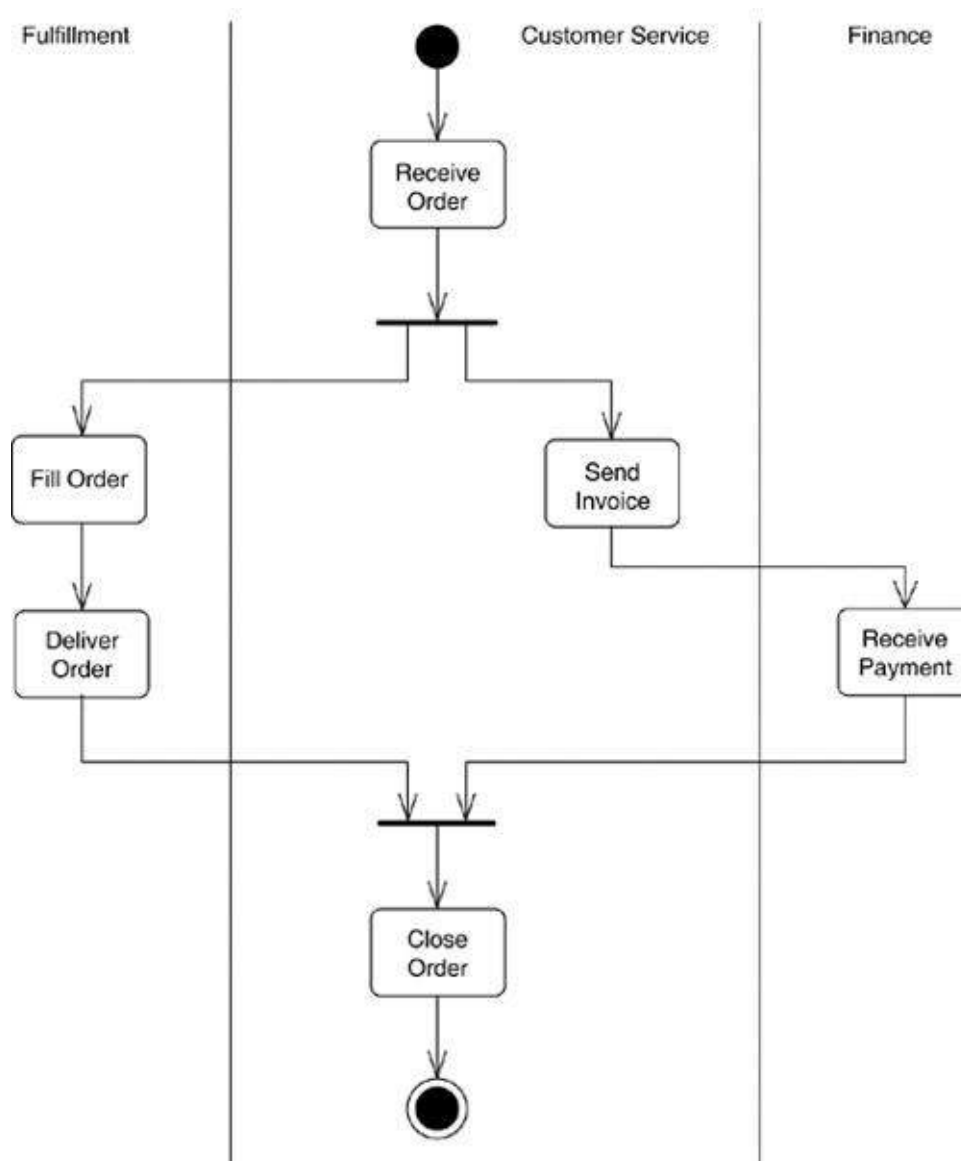 Fulfillment
Customer Service
Finance
Receive
Order
Fill Order
Send
Invoice
Deliver
Order
Receive
Payment
Close
Order